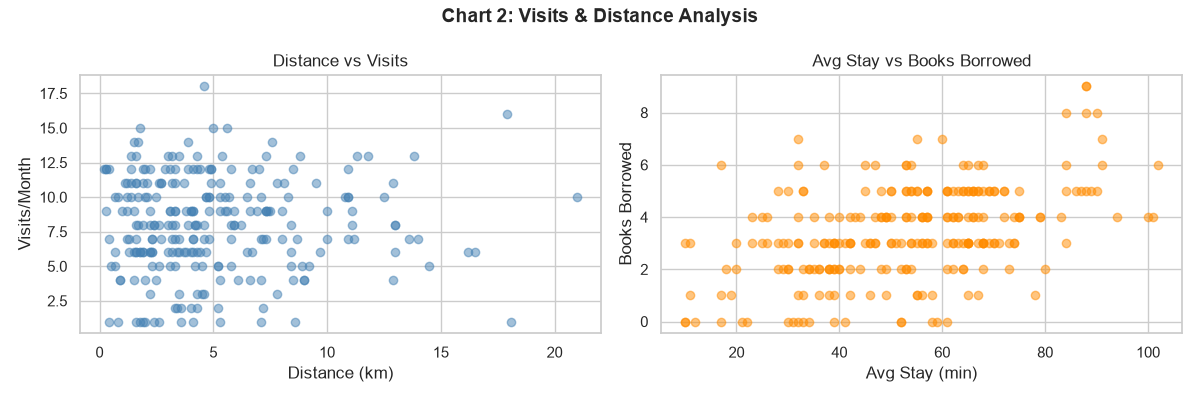 Chart 2: Visits & Distance Analysis
Distance vs Visits
Visits/Month
17.5
15.0
12.5
10.0
7.5
5.0
2.5
0 5 10 15 20
Distance (km)
Avg Stay vs Books Borrowed
Books Borrowed
8
6
4
2
0
20 40 60 80 100
Avg Stay (min)